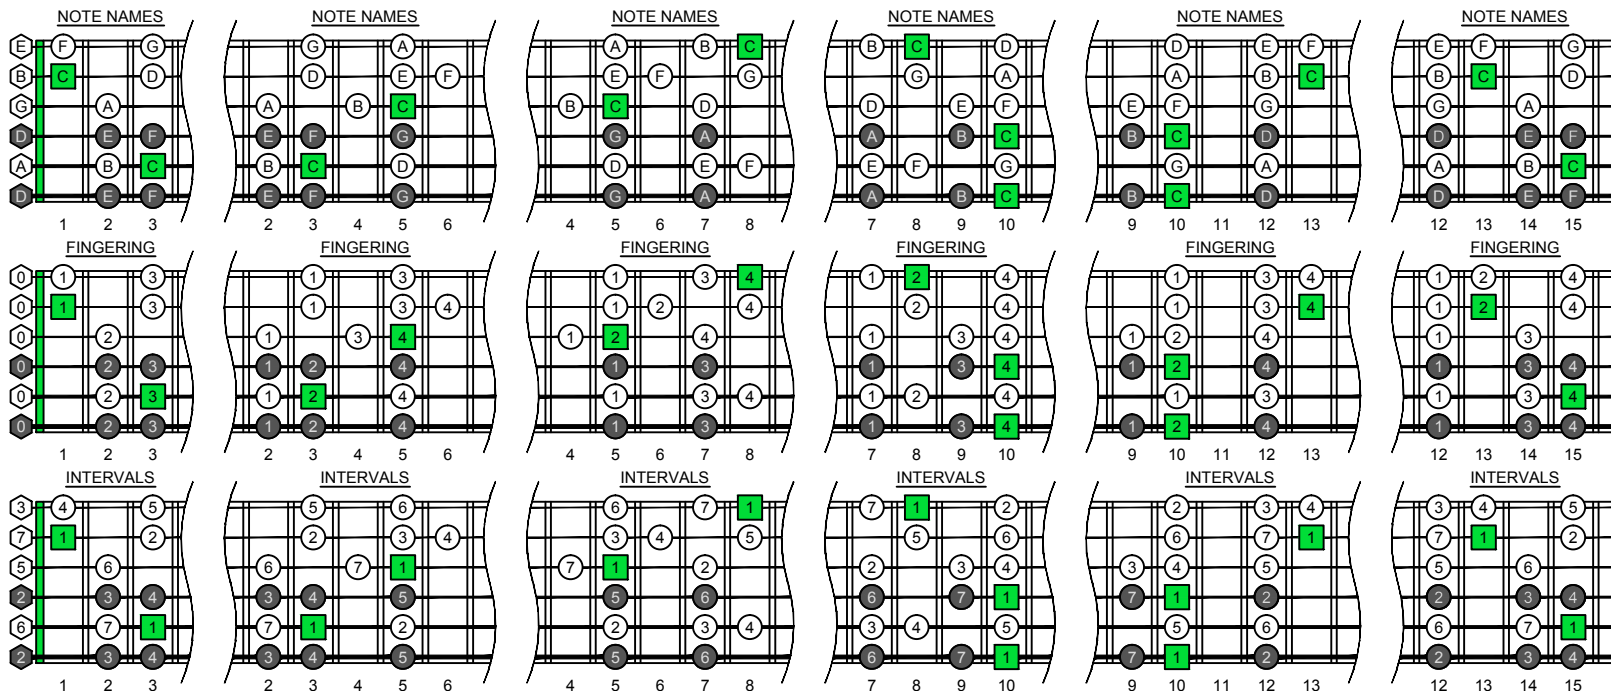 NOTE NAMES NOTE NAMES NOTE NAMES NOTE NAMES NOTE NAMES NOTE NAMES
E F G G A A B C B C D D E F E F G
B C D D E F E F G G A A B C B C D
G A A B C B C D D E F E F G G A
D E F E F G G A A B C B C D D E F
A B C B C D D E F E F G G A A B C
D E F E F G G A A B C B C D D E F
1 2 3 2 3 4 5 6 4 5 6 7 8 7 8 9 10 9 10 11 12 13 12 13 14 15
FINGERING FINGERING FINGERING FINGERING FINGERING FINGERING
0 1 3 1 3 1 3 4 1 2 4 1 3 4 1 2 4
0 1 3 1 3 4 1 2 4 2 4 1 3 4 1 2 4
0 2 1 3 4 1 2 4 1 3 4 1 2 4 1 3
0 2 3 1 2 4 1 3 1 3 4 1 2 4 1 3 4
0 2 3 1 2 4 1 3 4 1 2 4 1 3 1 3 4
0 2 3 1 2 4 1 3 1 3 4 1 2 4 1 3 4
1 2 3 2 3 4 5 6 4 5 6 7 8 7 8 9 10 9 10 11 12 13 12 13 14 15
INTERVALS INTERVALS INTERVALS INTERVALS INTERVALS INTERVALS
3 4 5 5 6 6 7 1 7 1 2 2 3 4 3 4 5
7 1 2 2 3 4 3 4 5 5 6 6 7 1 7 1 2
5 6 6 7 1 7 1 2 2 3 4 3 4 5 5 6
2 3 4 3 4 5 5 6 6 7 1 7 1 2 2 3 4
6 7 1 7 1 2 2 3 4 3 4 5 5 6 6 7 1
2 3 4 3 4 5 5 6 6 7 1 7 1 2 2 3 4
1 2 3 2 3 4 5 6 4 5 6 7 8 7 8 9 10 9 10 11 12 13 12 13 14 15